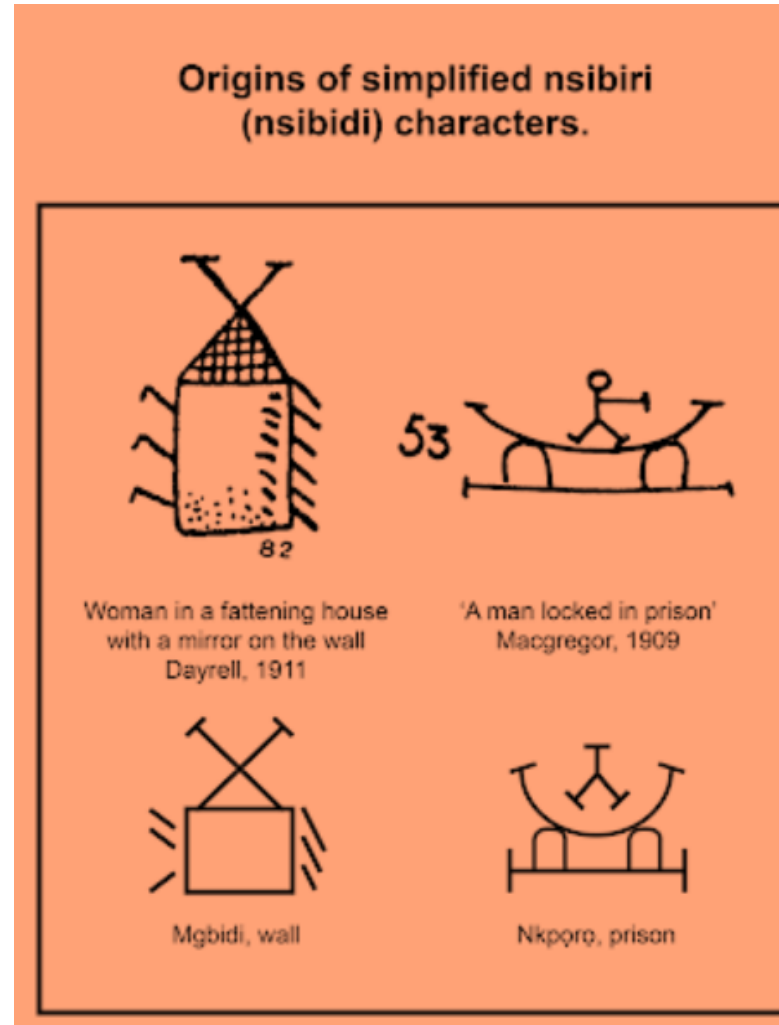 Origins of simplified nsibiri
(nsibidi) characters.
82
53
Woman in a fattening house
with a mirror on the wall
Dayrell, 1911
'A man locked in prison'
Macgregor, 1909
Mgbidi, wall
Nkpọrọ, prison